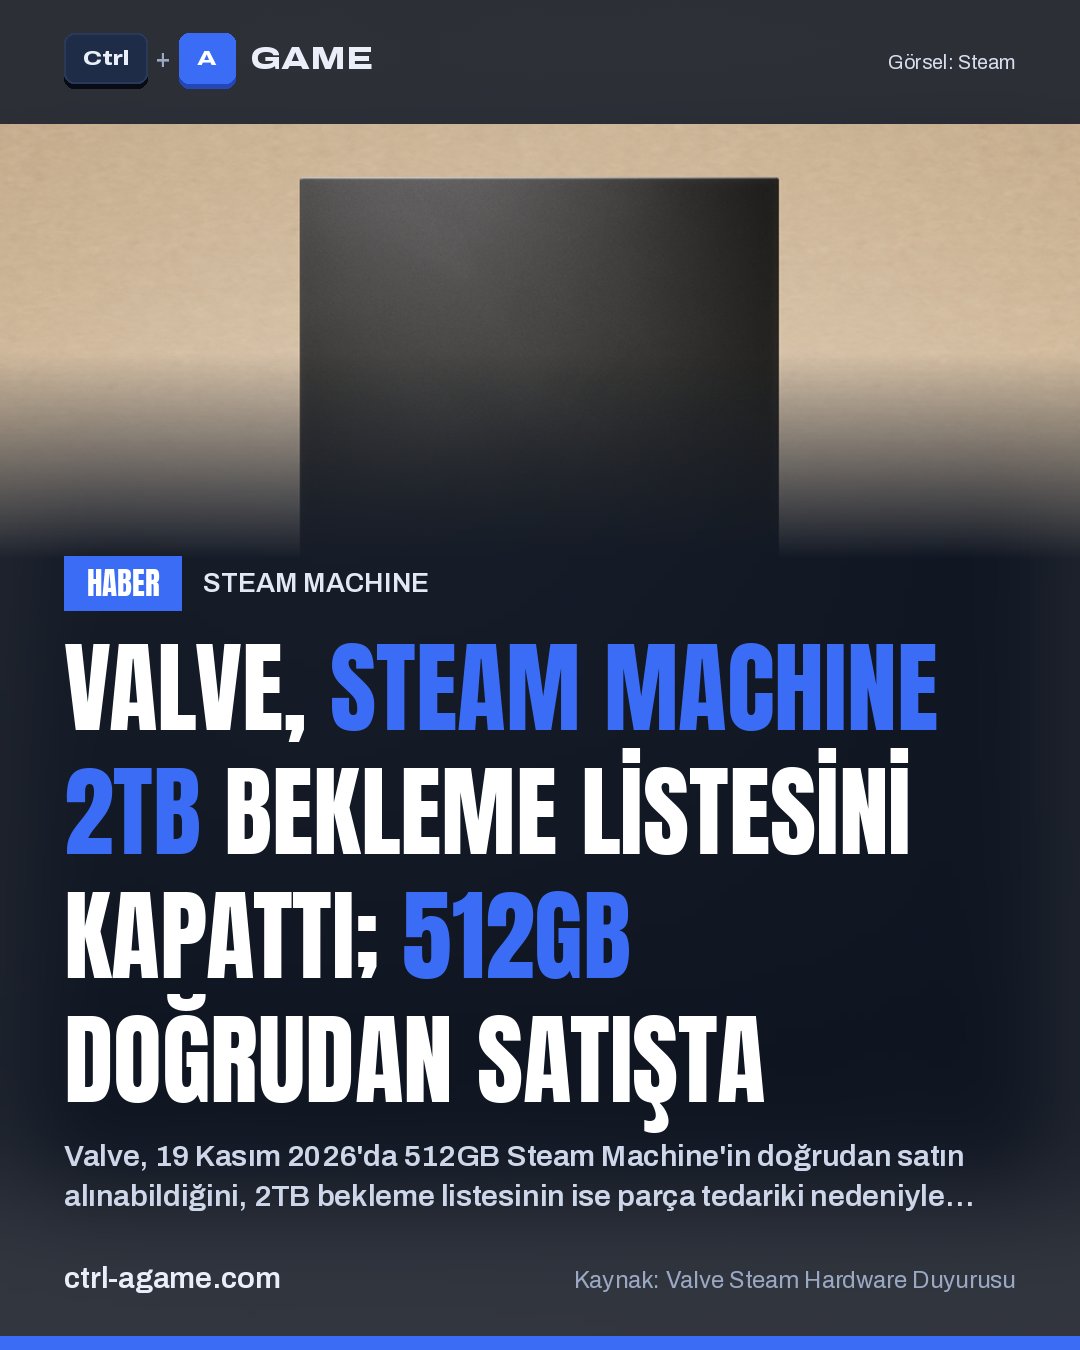 Ctrl + A GAME
Görsel: Steam
HABER STEAM MACHINE
VALVE, STEAM MACHINE
2TB BEKLEME LİSTESİNİ
KAPATTI; 512GB
DOĞRUDAN SATIŞTA
Valve, 19 Kasım 2026'da 512GB Steam Machine'in doğrudan satın
alınabildiğini, 2TB bekleme listesinin ise parça tedariki nedeniyle…
ctrl-agame.com
Kaynak: Valve Steam Hardware Duyurusu